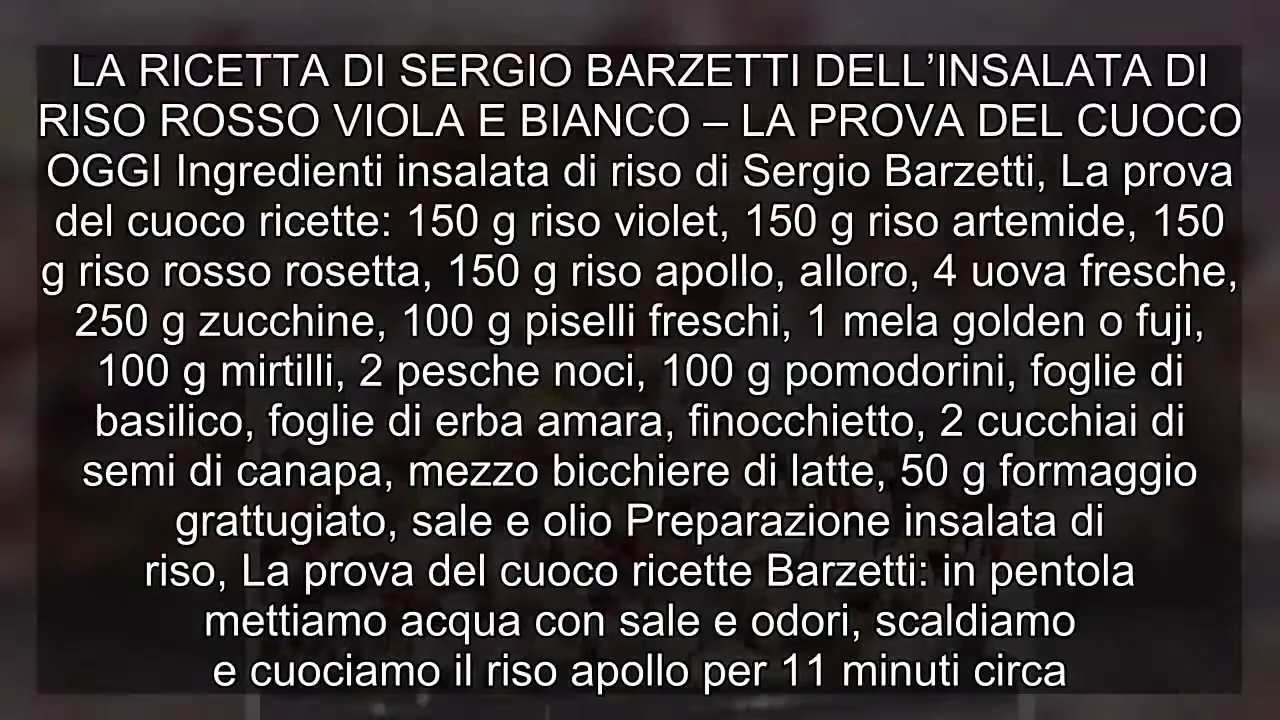 LA RICETTA DI SERGIO BARZETTI DELL’INSALATA DI
RISO ROSSO VIOLA E BIANCO – LA PROVA DEL CUOCO
OGGI Ingredienti insalata di riso di Sergio Barzetti, La prova
del cuoco ricette: 150 g riso violet, 150 g riso artemide, 150
g riso rosso rosetta, 150 g riso apollo, alloro, 4 uova fresche,
250 g zucchine, 100 g piselli freschi, 1 mela golden o fuji,
100 g mirtilli, 2 pesche noci, 100 g pomodorini, foglie di
basilico, foglie di erba amara, finocchietto, 2 cucchiai di
semi di canapa, mezzo bicchiere di latte, 50 g formaggio
grattugiato, sale e olio Preparazione insalata di
riso, La prova del cuoco ricette Barzetti: in pentola
mettiamo acqua con sale e odori, scaldiamo
e cuociamo il riso apollo per 11 minuti circa